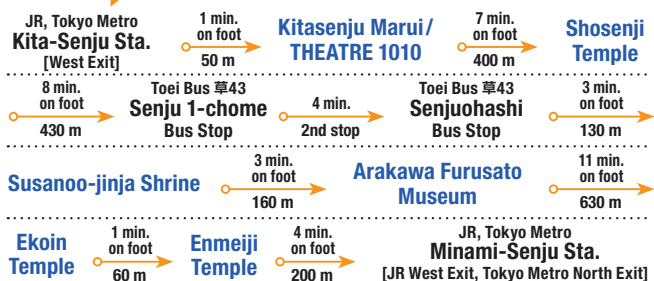 JR, Tokyo Metro
Kita-Senju Sta.
[West Exit]
1 min.
on foot
50 m
Kitasenju Marui/
THEATRE 1010
7 min.
on foot
400 m
Shosenji
Temple
8 min.
on foot
430 m
Toei Bus 草43
Senju 1-chome
Bus Stop
4 min.
2nd stop
Toei Bus 草43
Senjuohashi
Bus Stop
3 min.
on foot
130 m
Susanoo-jinja Shrine
3 min.
on foot
160 m
Arakawa Furusato
Museum
11 min.
on foot
630 m
Ekoin
Temple
1 min.
on foot
60 m
Enmeiji
Temple
4 min.
on foot
200 m
JR, Tokyo Metro
Minami-Senju Sta.
[JR West Exit, Tokyo Metro North Exit]